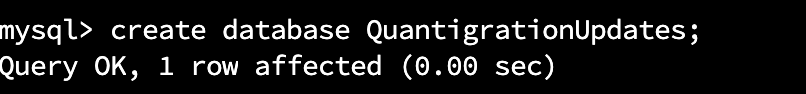 mysql> create database QuantigrationUpdates;
Query OK, 1 row affected (0.00 sec)